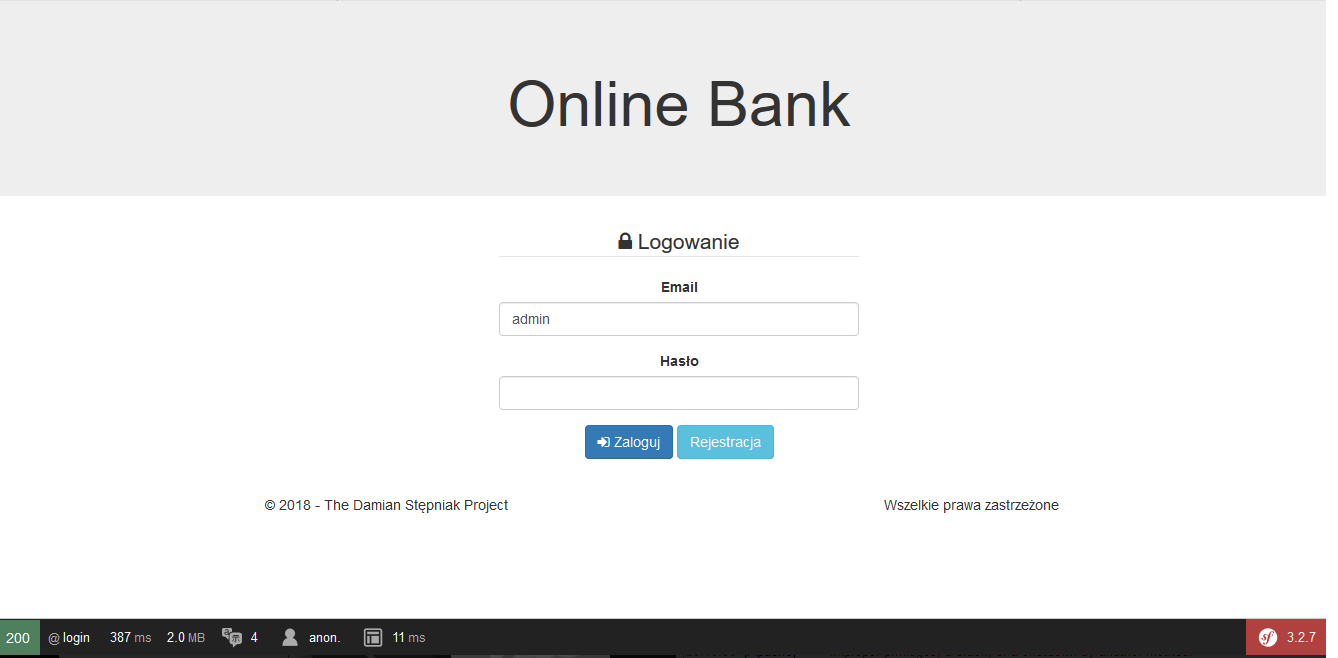 Online Bank
Logowanie
Email
admin
Hasło
Zaloguj Rejestracja
© 2018 - The Damian Stępniak Project Wszelkie prawa zastrzeżone
200 @ login 387 ms 2.0 MB 4 anon. 11 ms sf 3.2.7